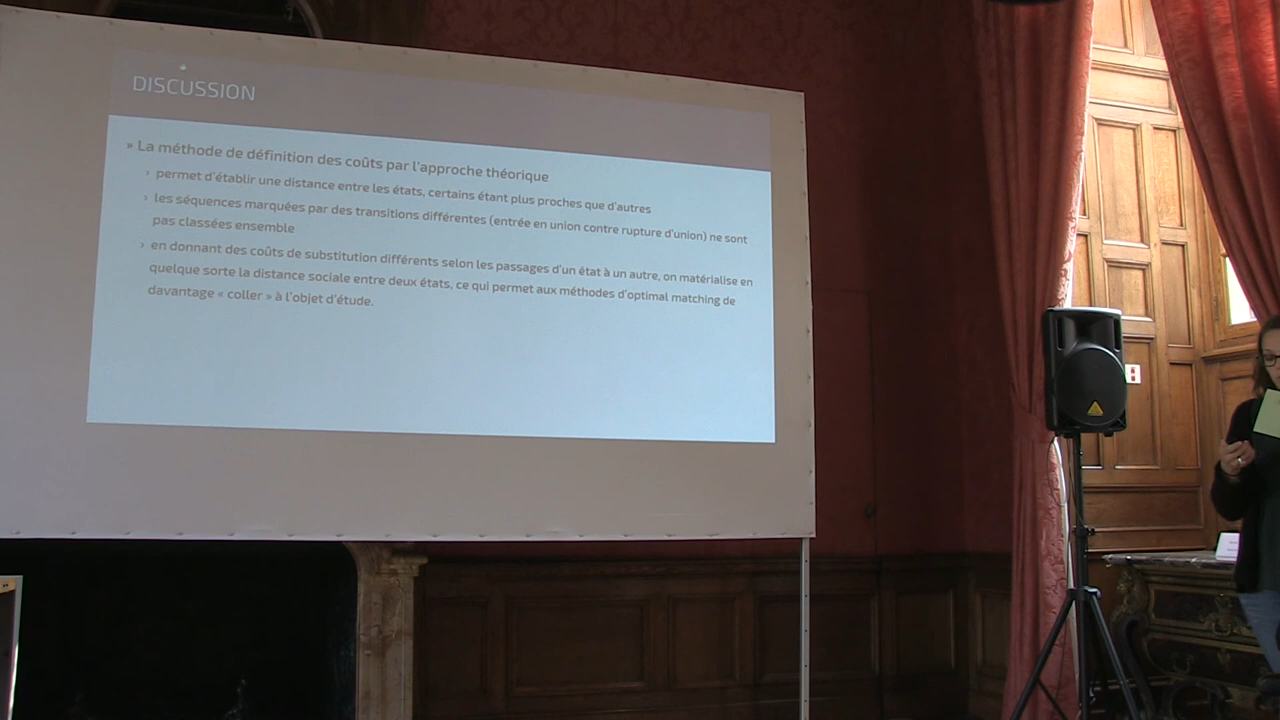 DISCUSSION
» La méthode de définition des coûts par l'approche théorique
› permet d'établir une distance entre les états, certains étant plus proches que d'autres
› les séquences marquées par des transitions différentes (entrée en union contre rupture d'union) ne sont
pas classées ensemble
› en donnant des coûts de substitution différents selon les passages d'un état à un autre, on matérialise en
quelque sorte la distance sociale entre deux états, ce qui permet aux méthodes d'optimal matching de
davantage « coller » à l'objet d'étude.